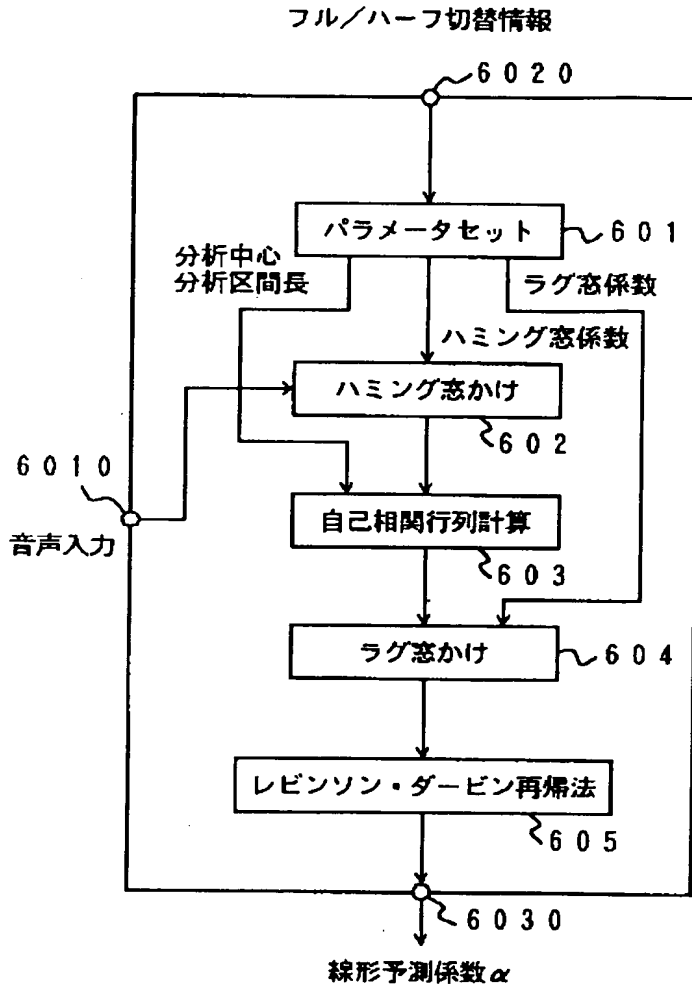 フル／ハーフ切替情報
6020
パラメータセット
601
分析中心
分析区間長
ラグ窓係数
ハミング窓係数
ハミング窓かけ
602
6010
音声入力
自己相関行列計算
603
ラグ窓かけ
604
レビンソン・ダービン再帰法
605
6030
線形予測係数α